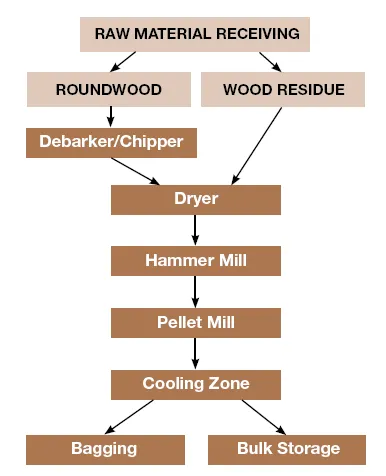 RAW MATERIAL RECEIVING
ROUNDWOOD
WOOD RESIDUE
Debarker/Chipper
Dryer
Hammer Mill
Pellet Mill
Cooling Zone
Bagging
Bulk Storage